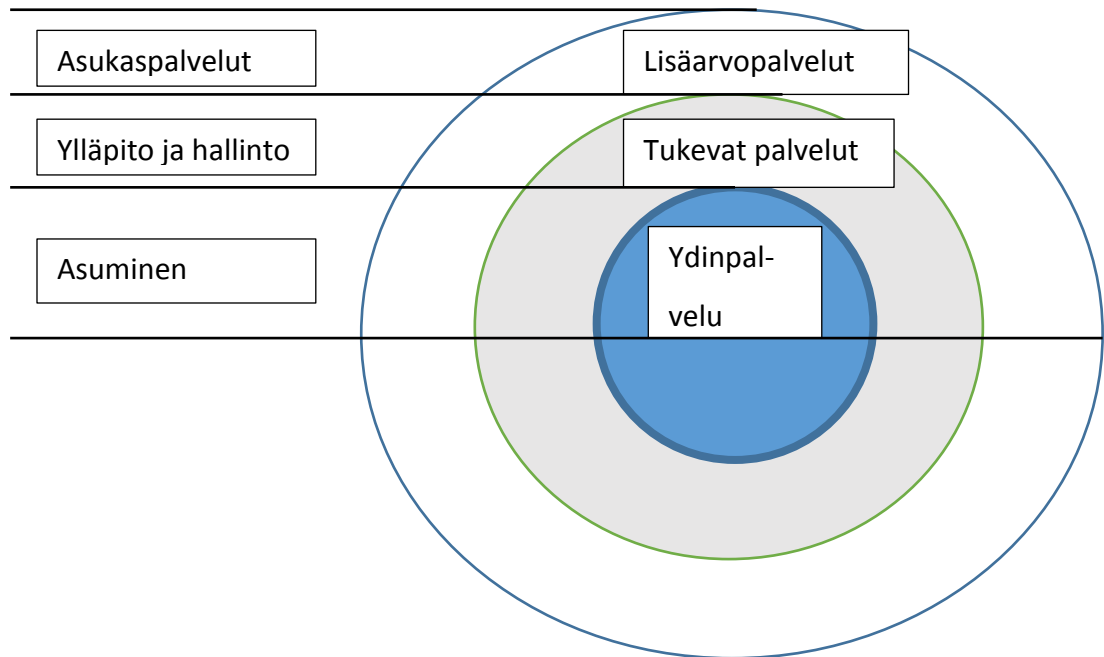 Asukaspalvelut
Lisäarvopalvelut
Ylläpito ja hallinto
Tukevat palvelut
Asuminen
Ydinpal-
velu